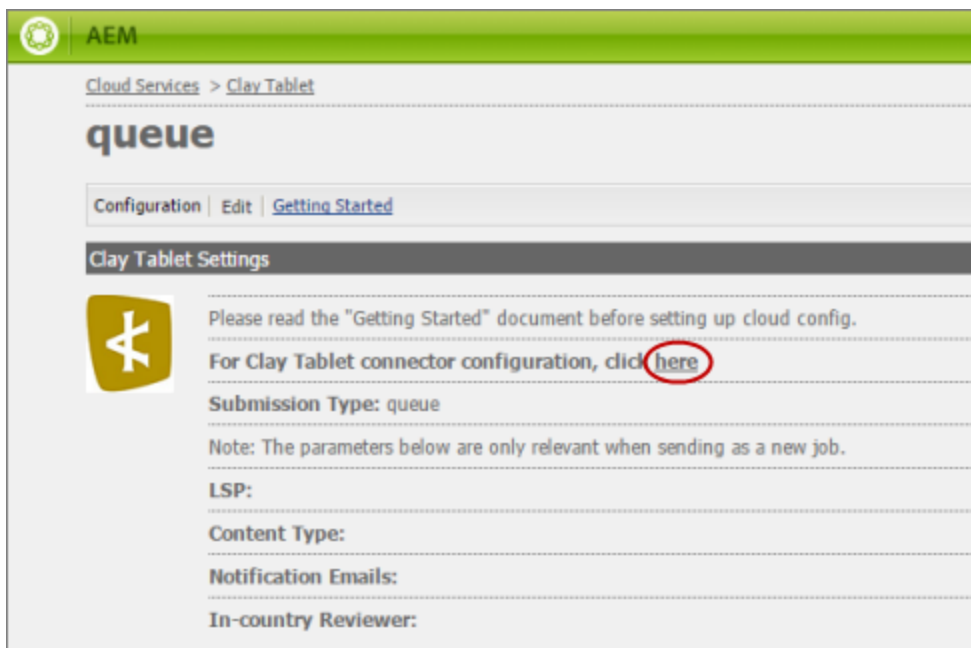 AEM
Cloud Services > Clay Tablet
queue
Configuration | Edit | Getting Started
Clay Tablet Settings
Please read the "Getting Started" document before setting up cloud config.
For Clay Tablet connector configuration, click here
Submission Type: queue
Note: The parameters below are only relevant when sending as a new job.
LSP:
Content Type:
Notification Emails:
In-country Reviewer: